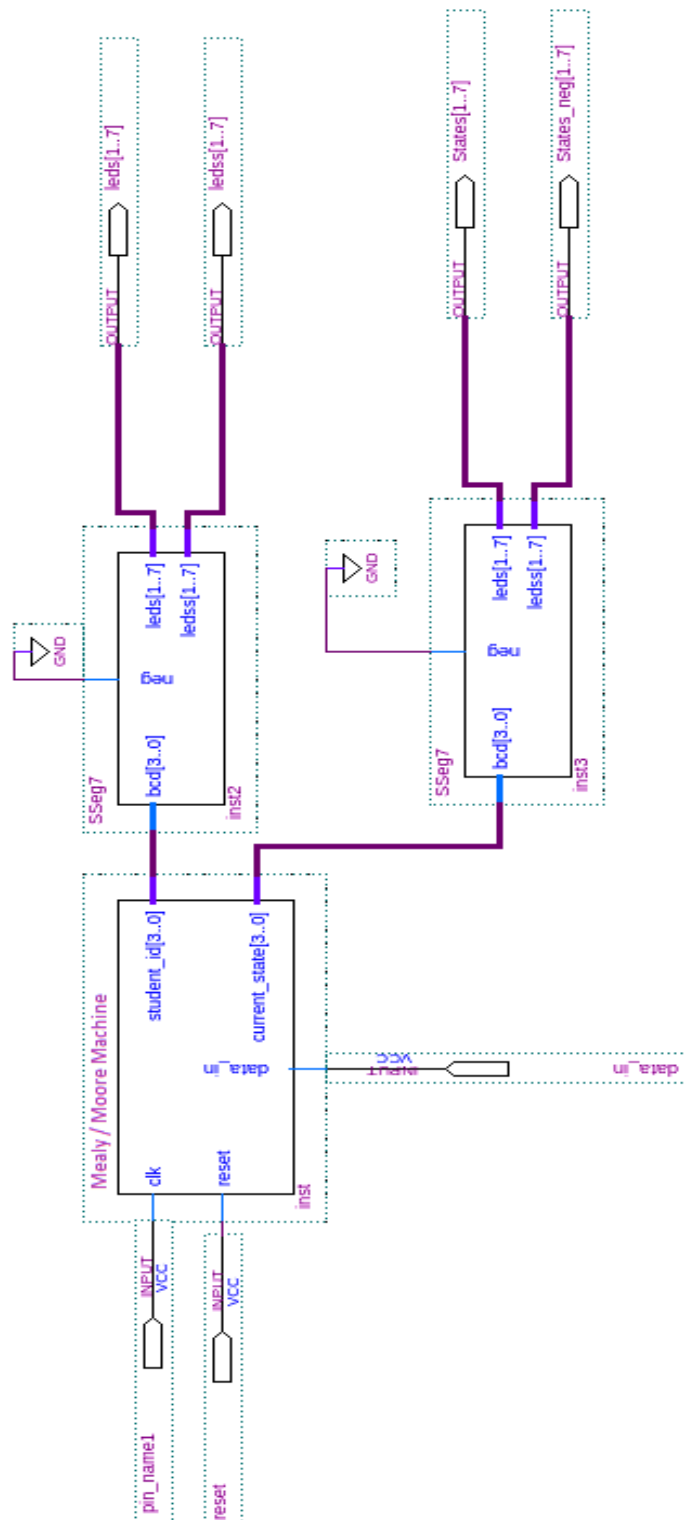 leds[1..7]
ledss[1..7]
States[1..7]
States_neg[1..7]
OUTPUT
OUTPUT
OUTPUT
OUTPUT
GND
SSeg7
leds[1..7]
ledss[1..7]
neg
bcd[3..0]
inst2
GND
SSeg7
leds[1..7]
ledss[1..7]
neg
bcd[3..0]
inst3
Mealy / Moore Machine
student_id[3..0]
current_state[3..0]
data_in
clk
reset
inst
INPUT
VCC
data_in
INPUT
VCC
pin_name1
INPUT
VCC
reset